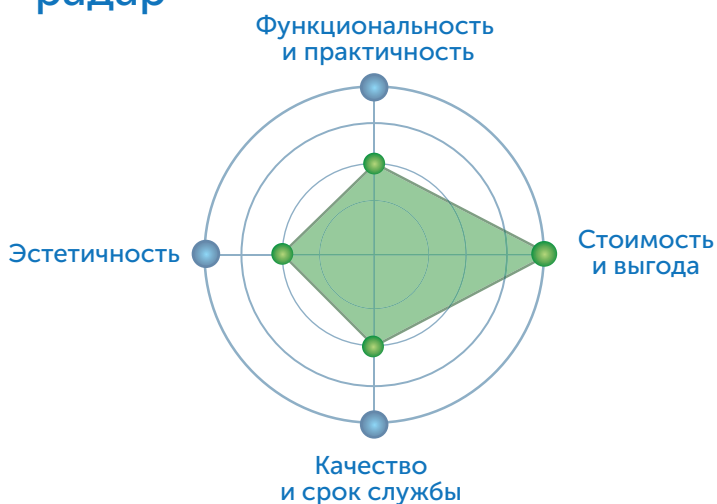 радар
Функциональность
и практичность
Эстетичность
Стоимость
и выгода
Качество
и срок службы